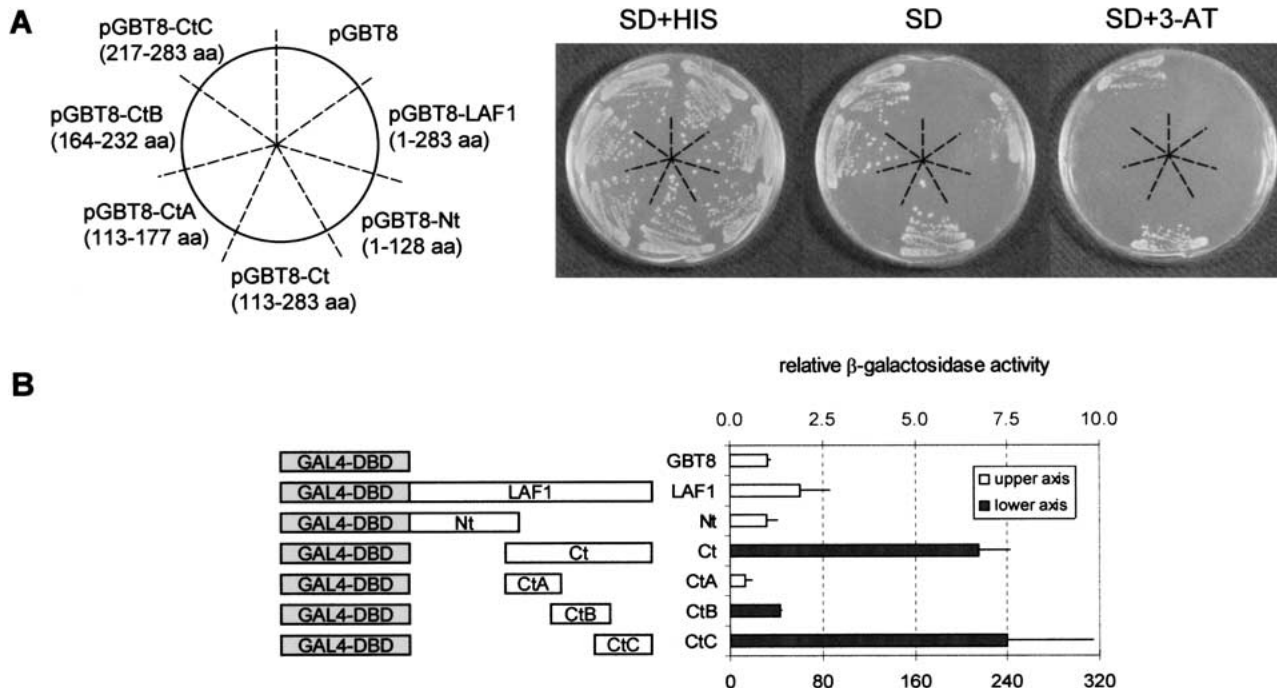 A
pGBT8-CtC
(217-283 aa)
pGBT8
pGBT8-CtB
(164-232 aa)
pGBT8-LAF1
(1-283 aa)
pGBT8-CtA
(113-177 aa)
pGBT8-Nt
(1-128 aa)
pGBT8-Ct
(113-283 aa)
SD+HIS
SD
SD+3-AT
B
relative β-galactosidase activity
0.0 2.5 5.0 7.5 10.0
GAL4-DBD
GBT8
GAL4-DBD LAF1
LAF1
GAL4-DBD Nt
Nt
GAL4-DBD Ct
Ct
GAL4-DBD CtA
CtA
GAL4-DBD CtB
CtB
GAL4-DBD CtC
CtC
upper axis
lower axis
0 80 160 240 320